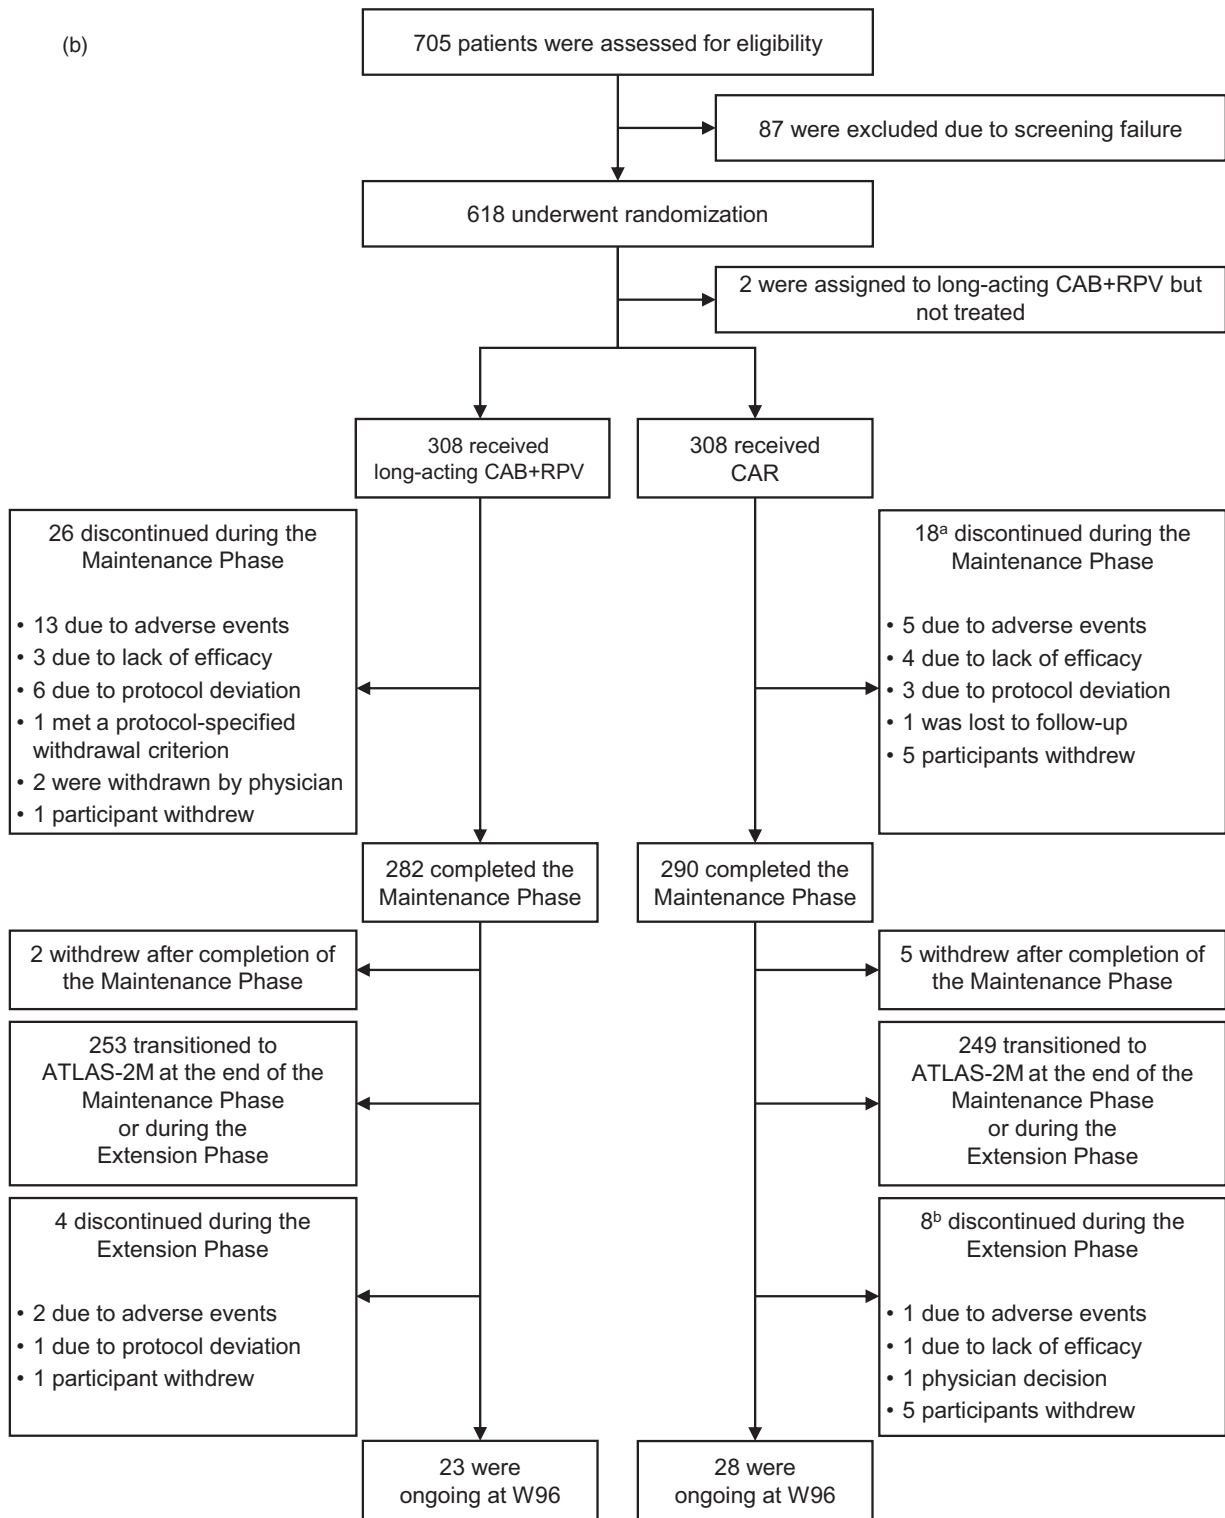 (b)
705 patients were assessed for eligibility
87 were excluded due to screening failure
618 underwent randomization
2 were assigned to long-acting CAB+RPV but
not treated
308 received
long-acting CAB+RPV
308 received
CAR
26 discontinued during the
Maintenance Phase
• 13 due to adverse events
• 3 due to lack of efficacy
• 6 due to protocol deviation
• 1 met a protocol-specified
withdrawal criterion
• 2 were withdrawn by physician
• 1 participant withdrew
18ᵃ discontinued during the
Maintenance Phase
• 5 due to adverse events
• 4 due to lack of efficacy
• 3 due to protocol deviation
• 1 was lost to follow-up
• 5 participants withdrew
282 completed the
Maintenance Phase
290 completed the
Maintenance Phase
2 withdrew after completion of
the Maintenance Phase
5 withdrew after completion of
the Maintenance Phase
253 transitioned to
ATLAS-2M at the end of the
Maintenance Phase
or during the
Extension Phase
249 transitioned to
ATLAS-2M at the end of the
Maintenance Phase
or during the
Extension Phase
4 discontinued during the
Extension Phase
• 2 due to adverse events
• 1 due to protocol deviation
• 1 participant withdrew
8ᵇ discontinued during the
Extension Phase
• 1 due to adverse events
• 1 due to lack of efficacy
• 1 physician decision
• 5 participants withdrew
23 were
ongoing at W96
28 were
ongoing at W96